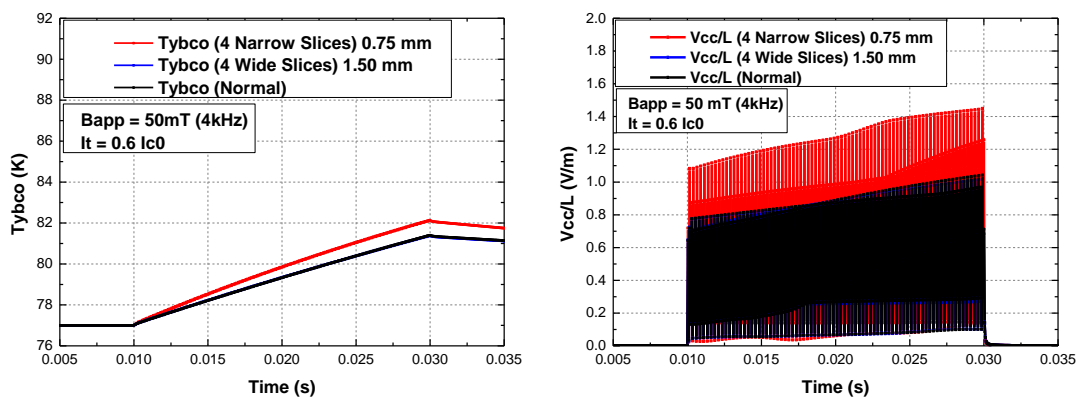 92
90
88
86
84
82
80
78
76
Tybco (K)
Tybco (4 Narrow Slices) 0.75 mm
Tybco (4 Wide Slices) 1.50 mm
Tybco (Normal)
Bapp = 50mT (4kHz)
It = 0.6 Ic0
0.005 0.010 0.015 0.020 0.025 0.030 0.035
Time (s)
2.0
1.8
1.6
1.4
1.2
1.0
0.8
0.6
0.4
0.2
0.0
Vcc/L (V/m)
Vcc/L (4 Narrow Slices) 0.75 mm
Vcc/L (4 Wide Slices) 1.50 mm
Vcc/L (Normal)
Bapp = 50 mT (4kHz)
It = 0.6 Ic0
0.005 0.010 0.015 0.020 0.025 0.030 0.035
Time (s)